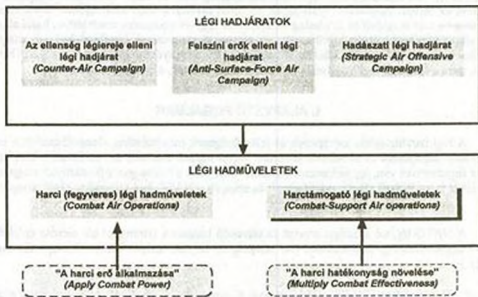 LÉGI HADJÁRATOK
Az ellenség légiereje elleni
légi hadjárat
(Counter-Air Campaign)
Felszíni erők elleni légi
hadjárat
(Anti-Surface-Force Air
Campaign)
Hadászati légi hadjárat
(Strategic Air Offensive
Campaign)
LÉGI HADMŰVELETEK
Harci (fegyveres) légi hadműveletek
(Combat Air Operations)
Harctámogató légi hadműveletek
(Combat-Support Air operations)
"A harci erő alkalmazása"
(Apply Combat Power)
"A harci hatékonyság növelése"
(Multiply Combat Effectiveness)